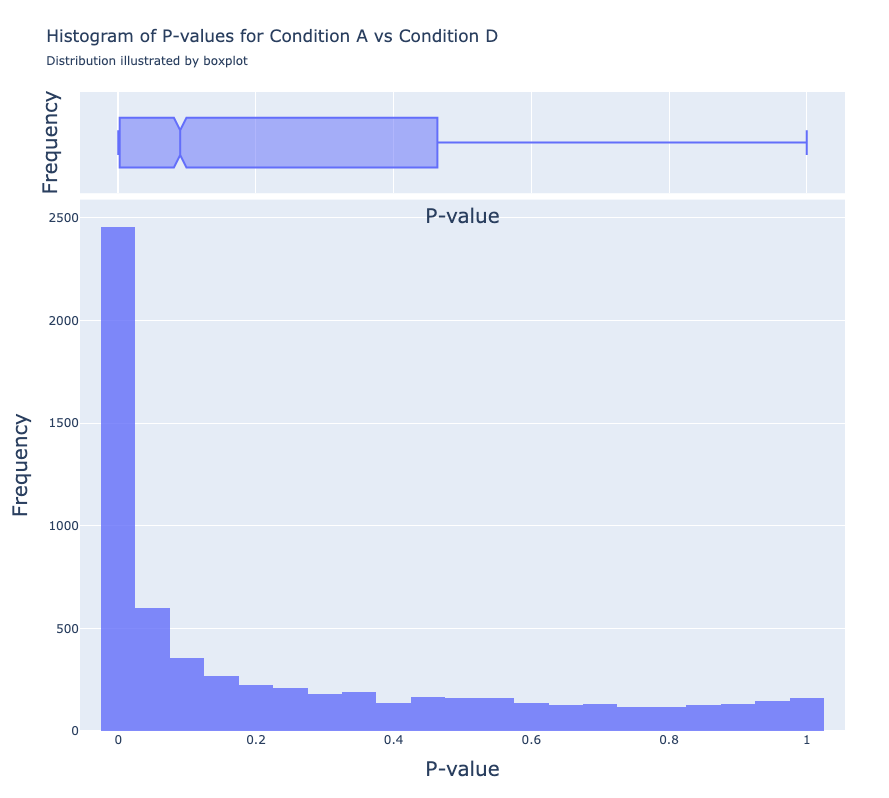 Histogram of P-values for Condition A vs Condition D
Distribution illustrated by boxplot
Frequency
P-value
2500
2000
1500
1000
500
0
Frequency
0 0.2 0.4 0.6 0.8 1
P-value